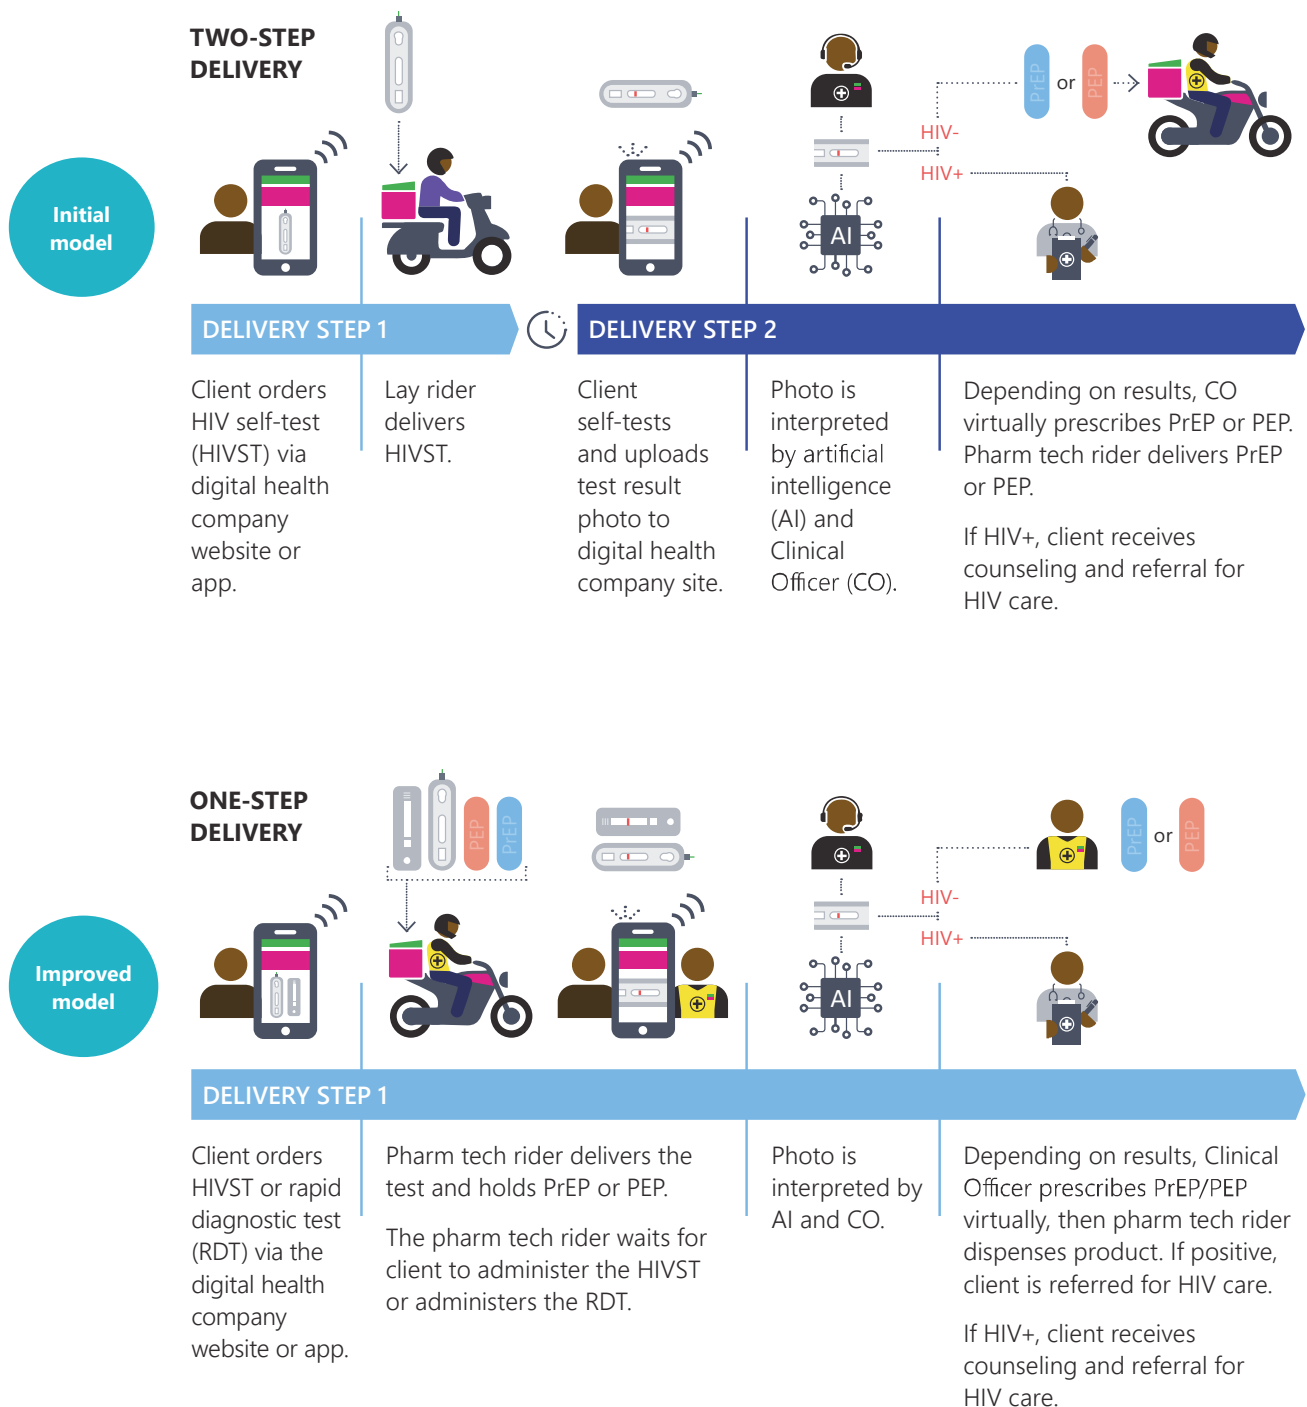 TWO-STEP
DELIVERY
PrEP
or
PEP
HIV-
HIV+
Initial
model
AI
DELIVERY STEP 1
DELIVERY STEP 2
Client orders
HIV self-test
(HIVST) via
digital health
company
website or
app.
Lay rider
delivers
HIVST.
Client
self-tests
and uploads
test result
photo to
digital health
company site.
Photo is
interpreted
by artificial
intelligence
(AI) and
Clinical
Officer (CO).
Depending on results, CO
virtually prescribes PrEP or PEP.
Pharm tech rider delivers PrEP
or PEP.
If HIV+, client receives
counseling and referral for
HIV care.
ONE-STEP
DELIVERY
PEP
PrEP
PrEP
or
PEP
HIV-
HIV+
Improved
model
AI
DELIVERY STEP 1
Client orders
HIVST or rapid
diagnostic test
(RDT) via the
digital health
company
website or app.
Pharm tech rider delivers the
test and holds PrEP or PEP.
The pharm tech rider waits for
client to administer the HIVST
or administers the RDT.
Photo is
interpreted by
AI and CO.
Depending on results, Clinical
Officer prescribes PrEP/PEP
virtually, then pharm tech rider
dispenses product. If positive,
client is referred for HIV care.
If HIV+, client receives
counseling and referral for
HIV care.